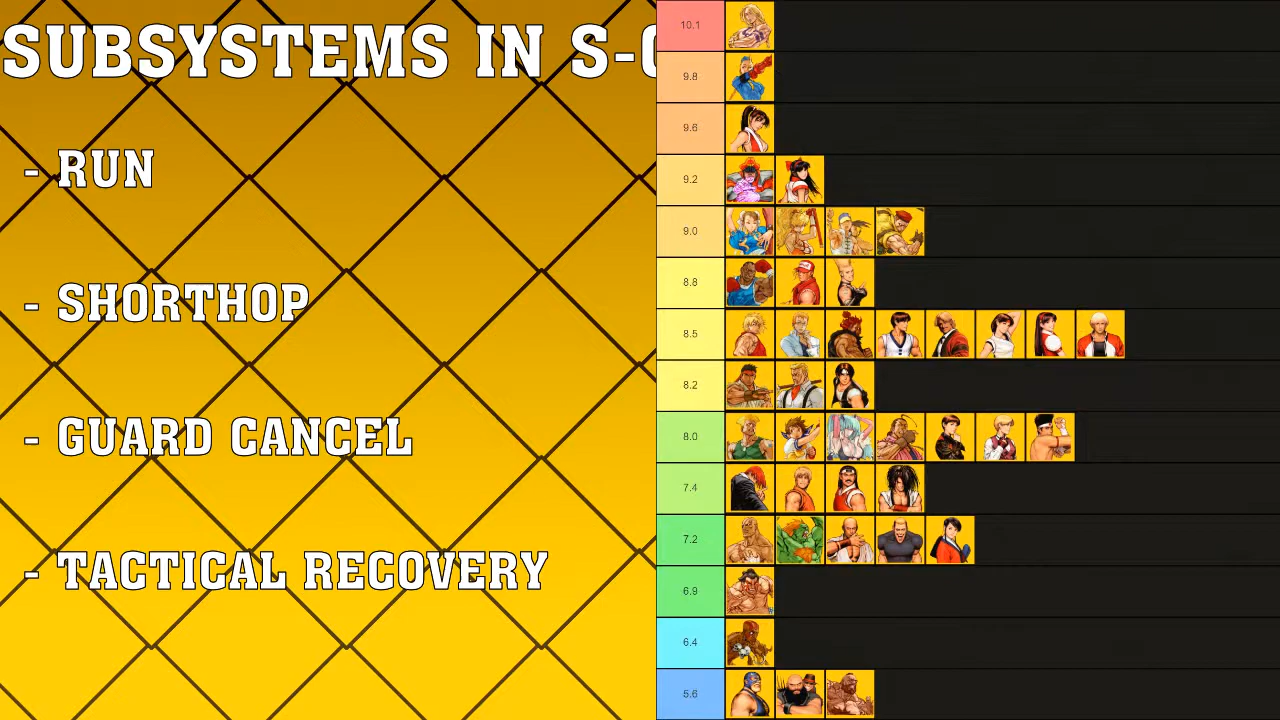 SUBSYSTEMS IN S-
- RUN
- SHORTHOP
- GUARD CANCEL
- TACTICAL RECOVERY
10.1
9.8
9.6
9.2
9.0
8.8
8.5
8.2
8.0
7.4
7.2
6.9
6.4
5.6